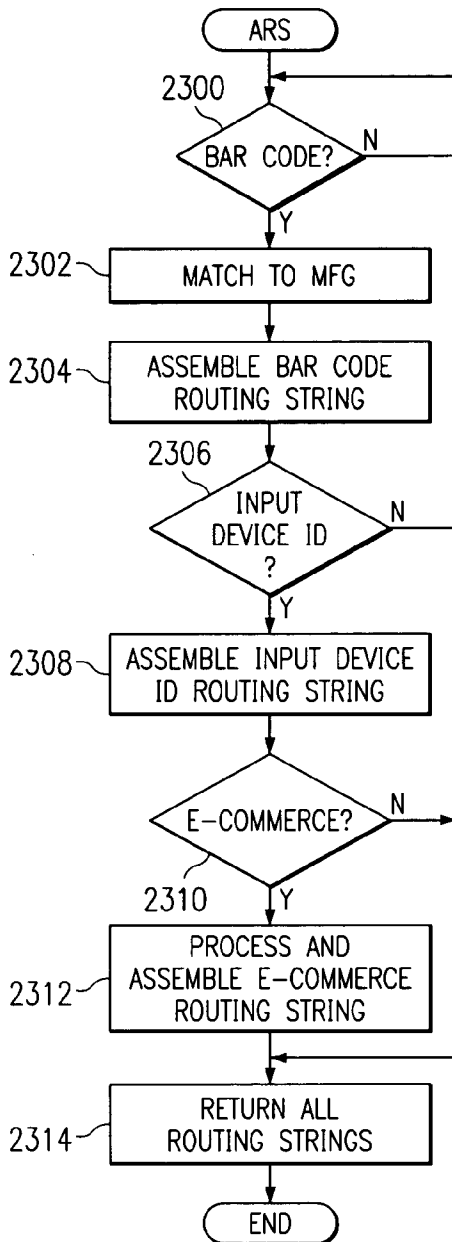 ARS
2300
BAR CODE?
N
Y
2302
MATCH TO MFG
2304
ASSEMBLE BAR CODE
ROUTING STRING
2306
INPUT
DEVICE ID
?
N
Y
2308
ASSEMBLE INPUT DEVICE
ID ROUTING STRING
E-COMMERCE?
N
2310
Y
2312
PROCESS AND
ASSEMBLE E-COMMERCE
ROUTING STRING
2314
RETURN ALL
ROUTING STRINGS
END